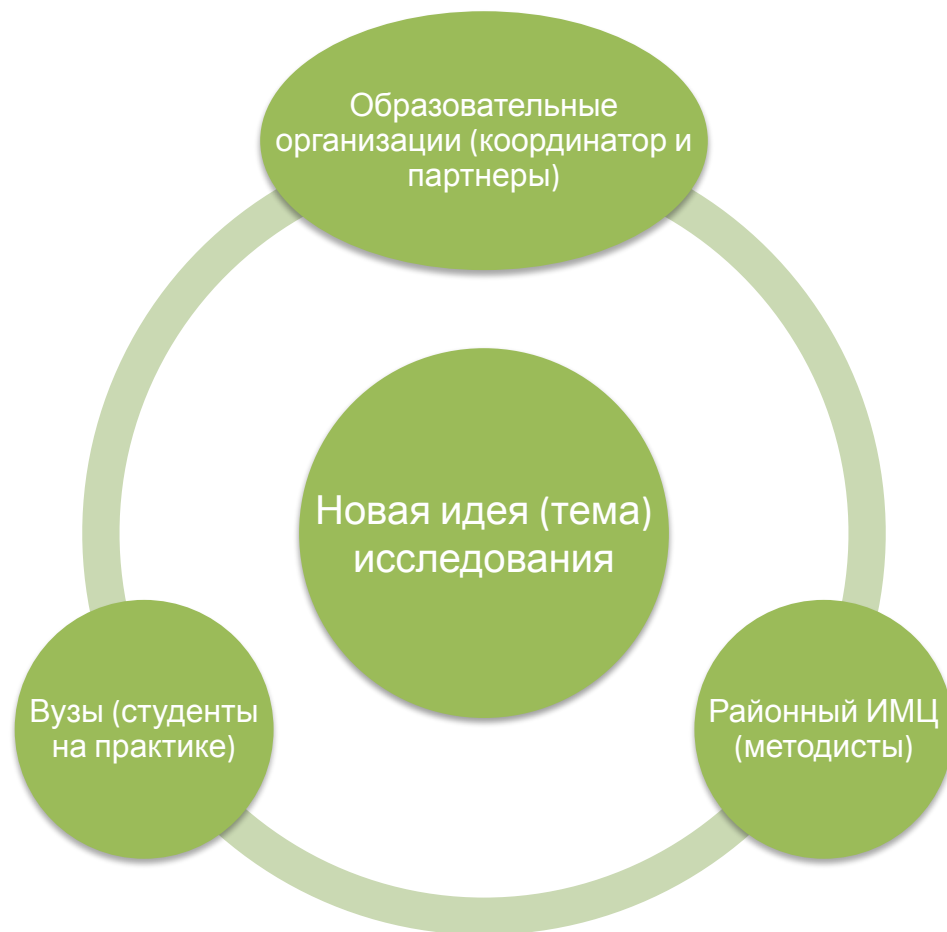 Образовательные
организации (координатор и
партнеры)
Новая идея (тема)
исследования
Вузы (студенты
на практике)
Районный ИМЦ
(методисты)